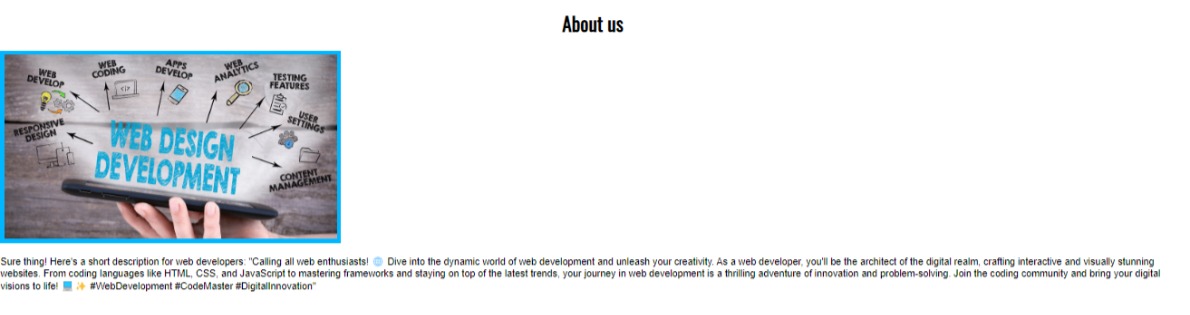 About us
WEB DEVELOP
WEB CODING
APPS DEVELOP
WEB ANALYTICS
TESTING FEATURES
USER SETTINGS
RESPONSIVE DESIGN
</>
WEB DESIGN
DEVELOPMENT
CONTENT MANAGEMENT
Sure thing! Here's a short description for web developers: "Calling all web enthusiasts! 🌐 Dive into the dynamic world of web development and unleash your creativity. As a web developer, you'll be the architect of the digital realm, crafting interactive and visually stunning
websites. From coding languages like HTML, CSS, and JavaScript to mastering frameworks and staying on top of the latest trends, your journey in web development is a thrilling adventure of innovation and problem-solving. Join the coding community and bring your digital
visions to life! 💻 ✨ #WebDevelopment #CodeMaster #DigitalInnovation"